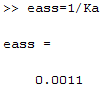 >> eass=1/Ka
eass =
0.0011